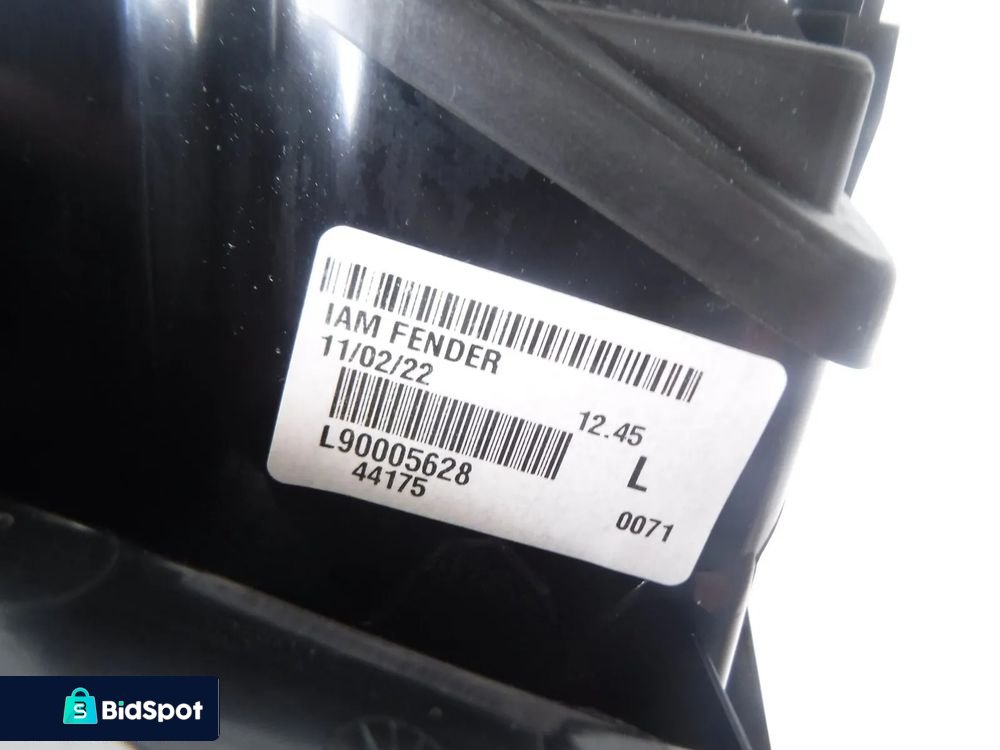 IAM FENDER
11/02/22
12.45
L90005628
L
44175
0071
BidSpot